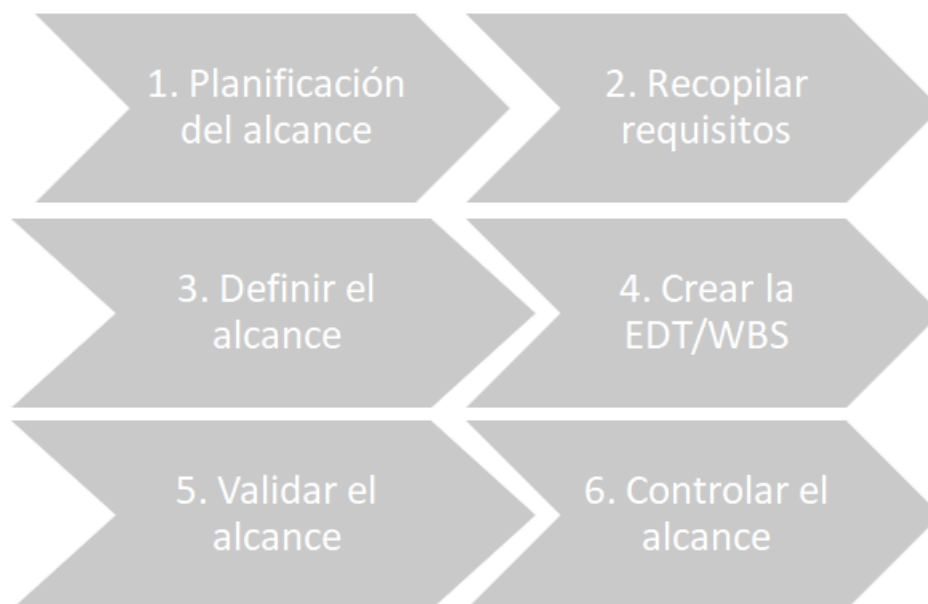 1. Planificación
del alcance
2. Recopilar
requisitos
3. Definir el
alcance
4. Crear la
EDT/WBS
5. Validar el
alcance
6. Controlar el
alcance